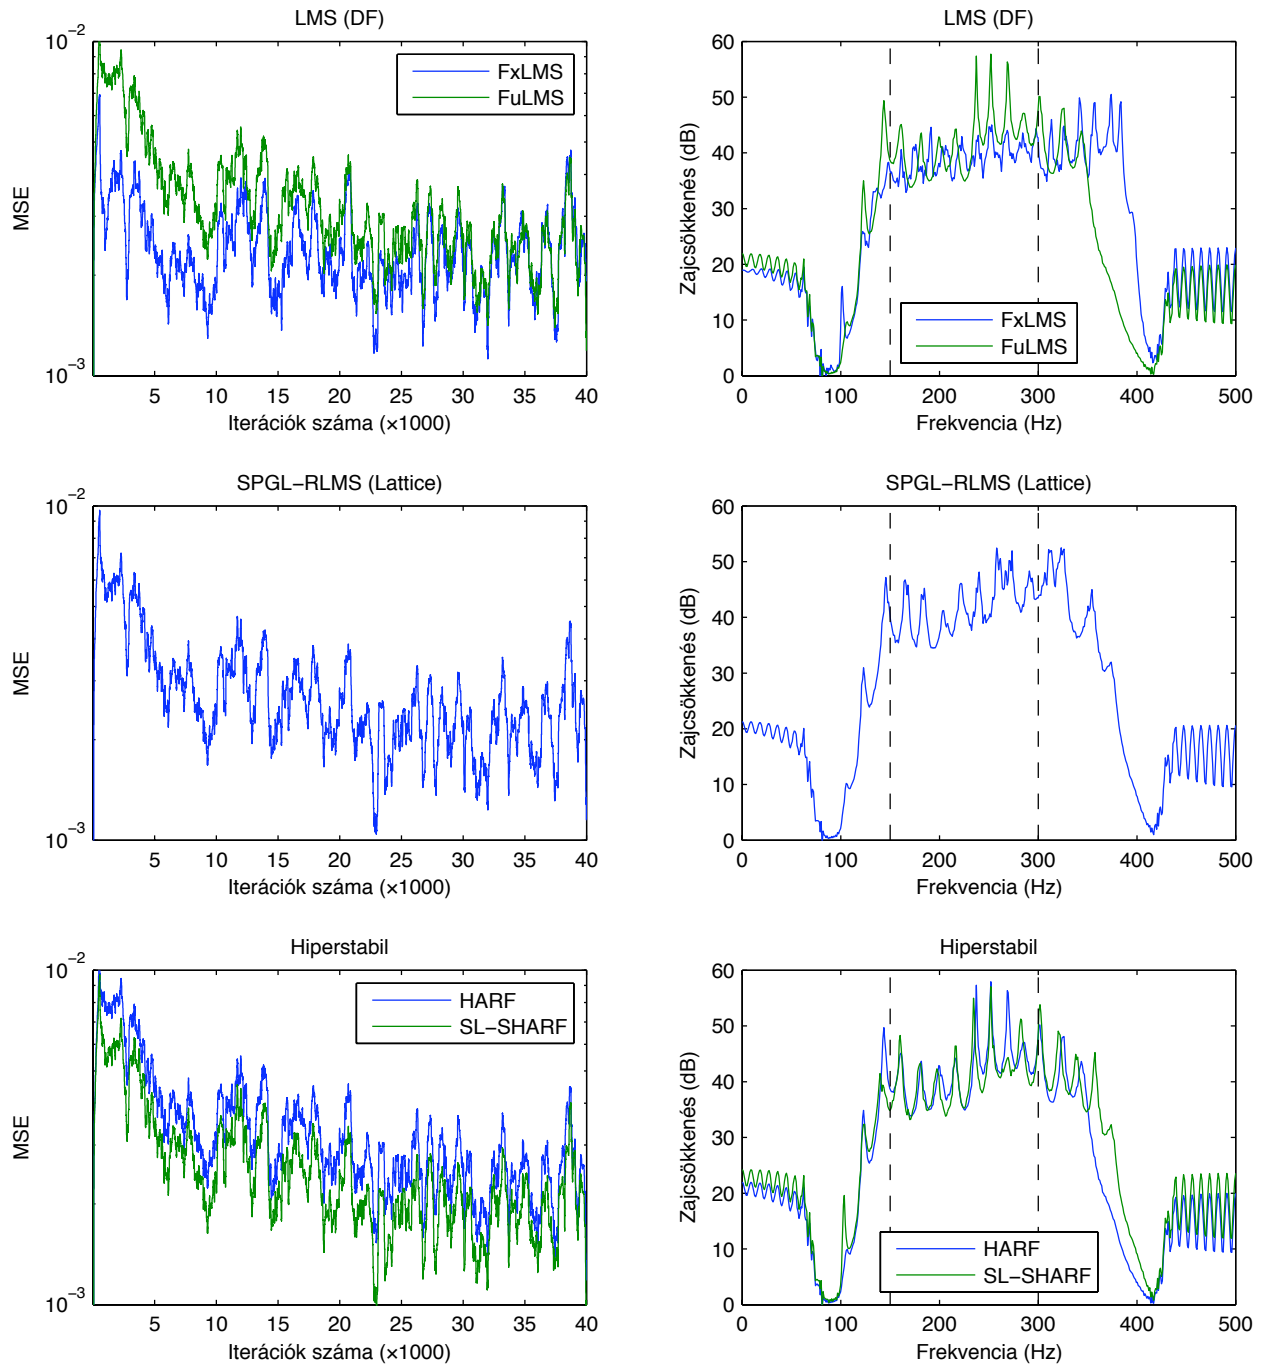 LMS (DF)
MSE
10⁻²
10⁻³
FxLMS
FuLMS
5 10 15 20 25 30 35 40
Iterációk száma (×1000)
LMS (DF)
Zajcsökkenés (dB)
60
50
40
30
20
10
0
FxLMS
FuLMS
0 100 200 300 400 500
Frekvencia (Hz)
SPGL−RLMS (Lattice)
MSE
10⁻²
10⁻³
5 10 15 20 25 30 35 40
Iterációk száma (×1000)
SPGL−RLMS (Lattice)
Zajcsökkenés (dB)
60
50
40
30
20
10
0
0 100 200 300 400 500
Frekvencia (Hz)
Hiperstabil
MSE
10⁻²
10⁻³
HARF
SL−SHARF
5 10 15 20 25 30 35 40
Iterációk száma (×1000)
Hiperstabil
Zajcsökkenés (dB)
60
50
40
30
20
10
0
HARF
SL−SHARF
0 100 200 300 400 500
Frekvencia (Hz)